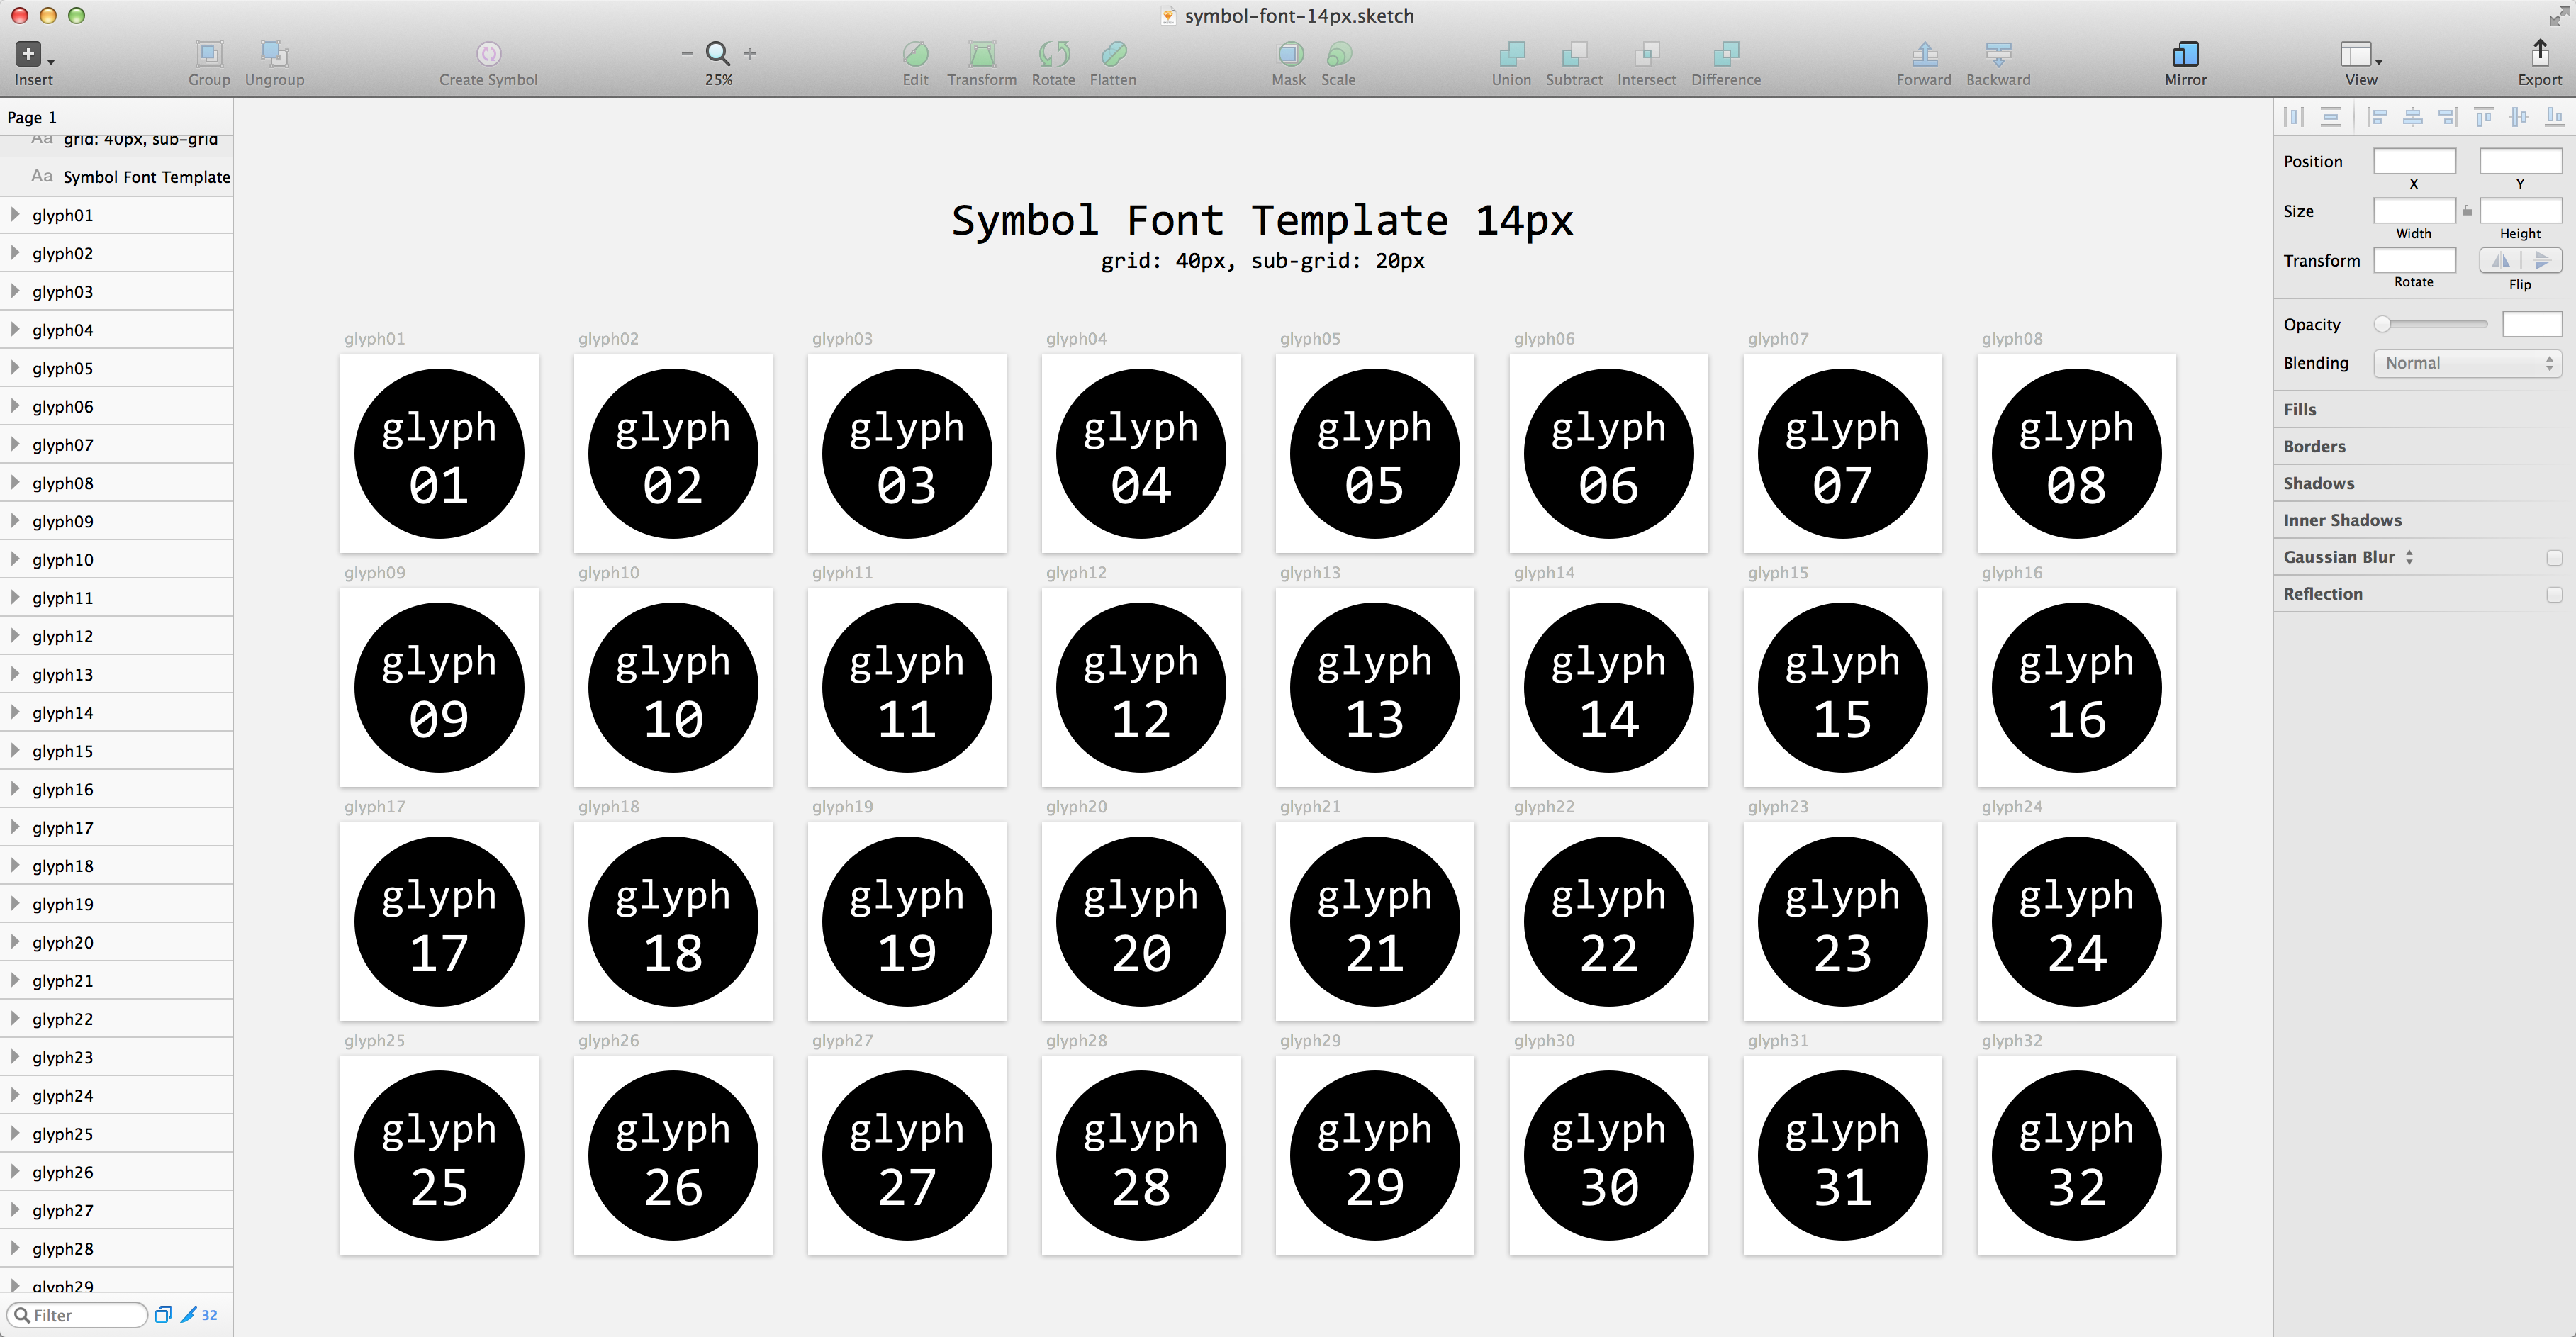 symbol-font-14px.sketch
Insert Group Ungroup Create Symbol 25% Edit Transform Rotate Flatten Mask Scale Union Subtract Intersect Difference Forward Backward Mirror View Export
Page 1
Aa grid: 40px, sub-grid
Aa Symbol Font Template
glyph01
glyph02
glyph03
glyph04
glyph05
glyph06
glyph07
glyph08
glyph09
glyph10
glyph11
glyph12
glyph13
glyph14
glyph15
glyph16
glyph17
glyph18
glyph19
glyph20
glyph21
glyph22
glyph23
glyph24
glyph25
glyph26
glyph27
glyph28
glyph29
Filter 32
Symbol Font Template 14px
grid: 40px, sub-grid: 20px
glyph01 glyph02 glyph03 glyph04 glyph05 glyph06 glyph07 glyph08
glyph glyph glyph glyph glyph glyph glyph glyph
01 02 03 04 05 06 07 08
glyph09 glyph10 glyph11 glyph12 glyph13 glyph14 glyph15 glyph16
glyph glyph glyph glyph glyph glyph glyph glyph
09 10 11 12 13 14 15 16
glyph17 glyph18 glyph19 glyph20 glyph21 glyph22 glyph23 glyph24
glyph glyph glyph glyph glyph glyph glyph glyph
17 18 19 20 21 22 23 24
glyph25 glyph26 glyph27 glyph28 glyph29 glyph30 glyph31 glyph32
glyph glyph glyph glyph glyph glyph glyph glyph
25 26 27 28 29 30 31 32
Position
X Y
Size
Width Height
Transform
Rotate Flip
Opacity
Blending Normal
Fills
Borders
Shadows
Inner Shadows
Gaussian Blur
Reflection